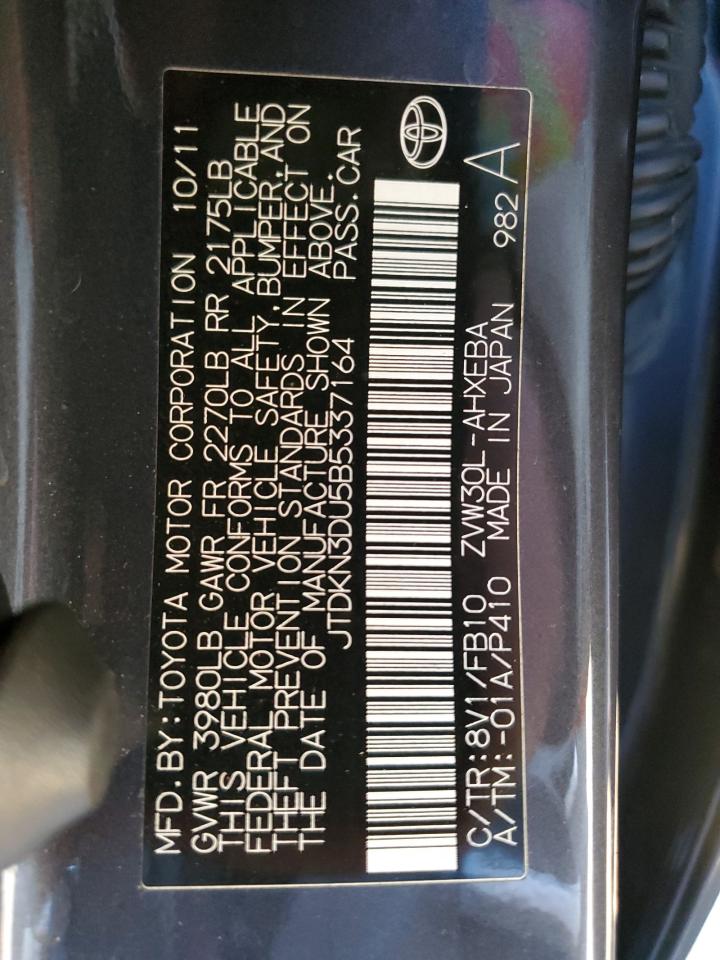 MFD.BY:TOYOTA MOTOR CORPORATION 10/11
GVWR 3980LB GAWR FR 2270LB RR 2175LB
THIS VEHICLE CONFORMS TO ALL APPLICABLE
FEDERAL MOTOR VEHICLE SAFETY,BUMPER,AND
THEFT PREVENTION STANDARDS IN EFFECT ON
THE DATE OF MANUFACTURE SHOWN ABOVE.
JTDKN3DU5B5337164 PASS.CAR
C/TR:8V1/FB10 ZVW30L-AHXEBA
A/TM:-01A/P410 MADE IN JAPAN 982 A